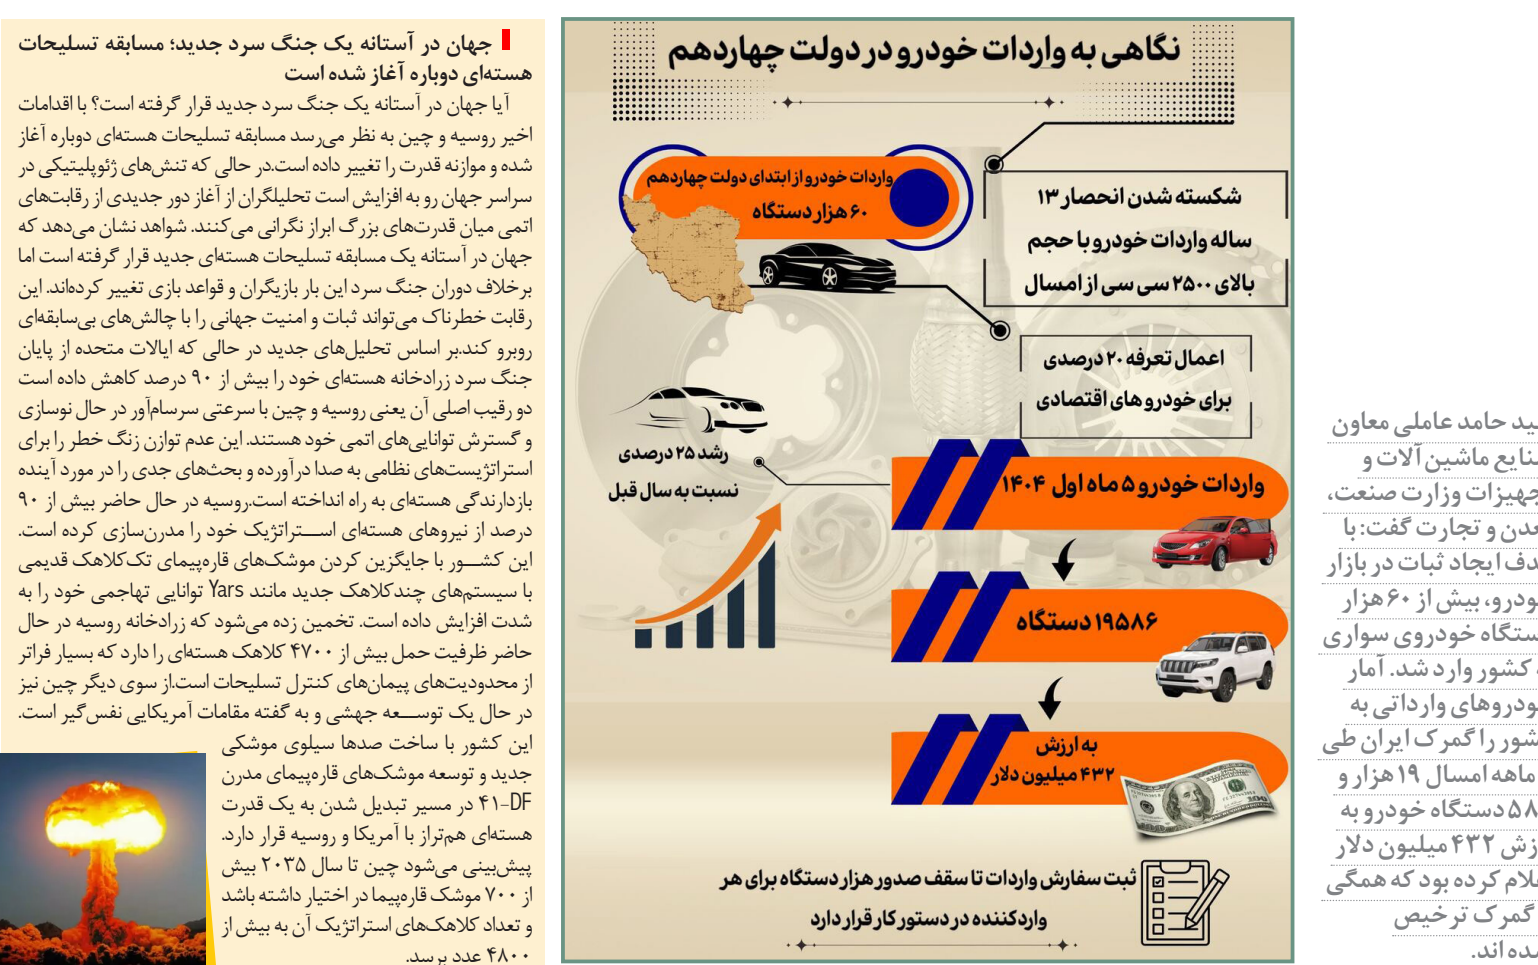 سید حامد عاملی معاون
صنایع ماشین‌آلات و
تجهیزات وزارت صنعت،
معدن و تجارت گفت: با
هدف ایجاد ثبات در بازار
خودرو، بیش از ۶۰ هزار
دستگاه خودروی سواری
کشور وارد شد. آمار
خودروهای وارداتی به
کشور را گمرک ایران طی
ماهه امسال ۱۹ هزار و
دستگاه خودرو به
ارزش ۴۳۲ میلیون دلار
اعلام کرده بود که همگی
گمرک ترخیص
شده‌اند.
نگاهی به واردات خودرو در دولت چهاردهم
شکسته شدن انحصار ۱۳
ساله واردات خودرو با حجم
بالای ۲۵۰۰ سی سی از امسال
واردات خودرو از ابتدای دولت چهاردهم
۶۰ هزار دستگاه
اعمال تعرفه ۲۰ درصدی
برای خودرو های اقتصادی
رشد ۲۵ درصدی
نسبت به سال قبل
واردات خودرو ۵ ماه اول ۱۴۰۴
۱۹۵۸۶ دستگاه
به ارزش
۴۳۲ میلیون دلار
ثبت سفارش واردات تا سقف صدور هزار دستگاه برای هر
واردکننده در دستور کار قرار دارد
جهان در آستانه یک جنگ سرد جدید؛ مسابقه تسلیحات
هسته‌ای دوباره آغاز شده است
آیا جهان در آستانه یک جنگ سرد جدید قرار گرفته است؟ با اقدامات
اخیر روسیه و چین به نظر می‌رسد مسابقه تسلیحات هسته‌ای دوباره آغاز
شده و موازنه قدرت را تغییر داده است.در حالی که تنش‌های ژئوپلیتیکی در
سراسر جهان رو به افزایش است تحلیلگران از آغاز دور جدیدی از رقابت‌های
اتمی میان قدرت‌های بزرگ ابراز نگرانی می‌کنند. شواهد نشان می‌دهد که
جهان در آستانه یک مسابقه تسلیحات هسته‌ای جدید قرار گرفته است اما
برخلاف دوران جنگ سرد این بار بازیگران و قواعد بازی تغییر کرده‌اند. این
رقابت خطرناک می‌تواند ثبات و امنیت جهانی را با چالش‌های بی‌سابقه‌ای
روبرو کند.بر اساس تحلیل‌های جدید در حالی که ایالات متحده از پایان
جنگ سرد زرادخانه هسته‌ای خود را بیش از ۹۰ درصد کاهش داده است
دو رقیب اصلی آن یعنی روسیه و چین با سرعتی سرسام‌آور در حال نوسازی
و گسترش توانایی‌های اتمی خود هستند. این عدم توازن زنگ خطر را برای
استراتژیست‌های نظامی به صدا درآورده و بحث‌های جدی را در مورد آینده
بازدارندگی هسته‌ای به راه انداخته است.روسیه در حال حاضر بیش از ۹۰
درصد از نیروهای هسته‌ای استراتژیک خود را مدرن‌سازی کرده است.
این کشور با جایگزین کردن موشک‌های قاره‌پیمای تک‌کلاهک قدیمی
با سیستم‌های چندکلاهک جدید مانند Yars توانایی تهاجمی خود را به
شدت افزایش داده است. تخمین زده می‌شود که زرادخانه روسیه در حال
حاضر ظرفیت حمل بیش از ۴۷۰۰ کلاهک هسته‌ای را دارد که بسیار فراتر
از محدودیت‌های پیمان‌های کنترل تسلیحات است.از سوی دیگر چین نیز
در حال یک توسعه جهشی و به گفته مقامات آمریکایی نفس‌گیر است.
این کشور با ساخت صدها سیلوی موشکی
جدید و توسعه موشک‌های قاره‌پیمای مدرن
DF-۴۱ در مسیر تبدیل شدن به یک قدرت
هسته‌ای هم‌تراز با آمریکا و روسیه قرار دارد.
پیش‌بینی می‌شود چین تا سال ۲۰۳۵ بیش
از ۷۰۰ موشک قاره‌پیما در اختیار داشته باشد
و تعداد کلاهک‌های استراتژیک آن به بیش از
۴۸۰۰ عدد برسد.